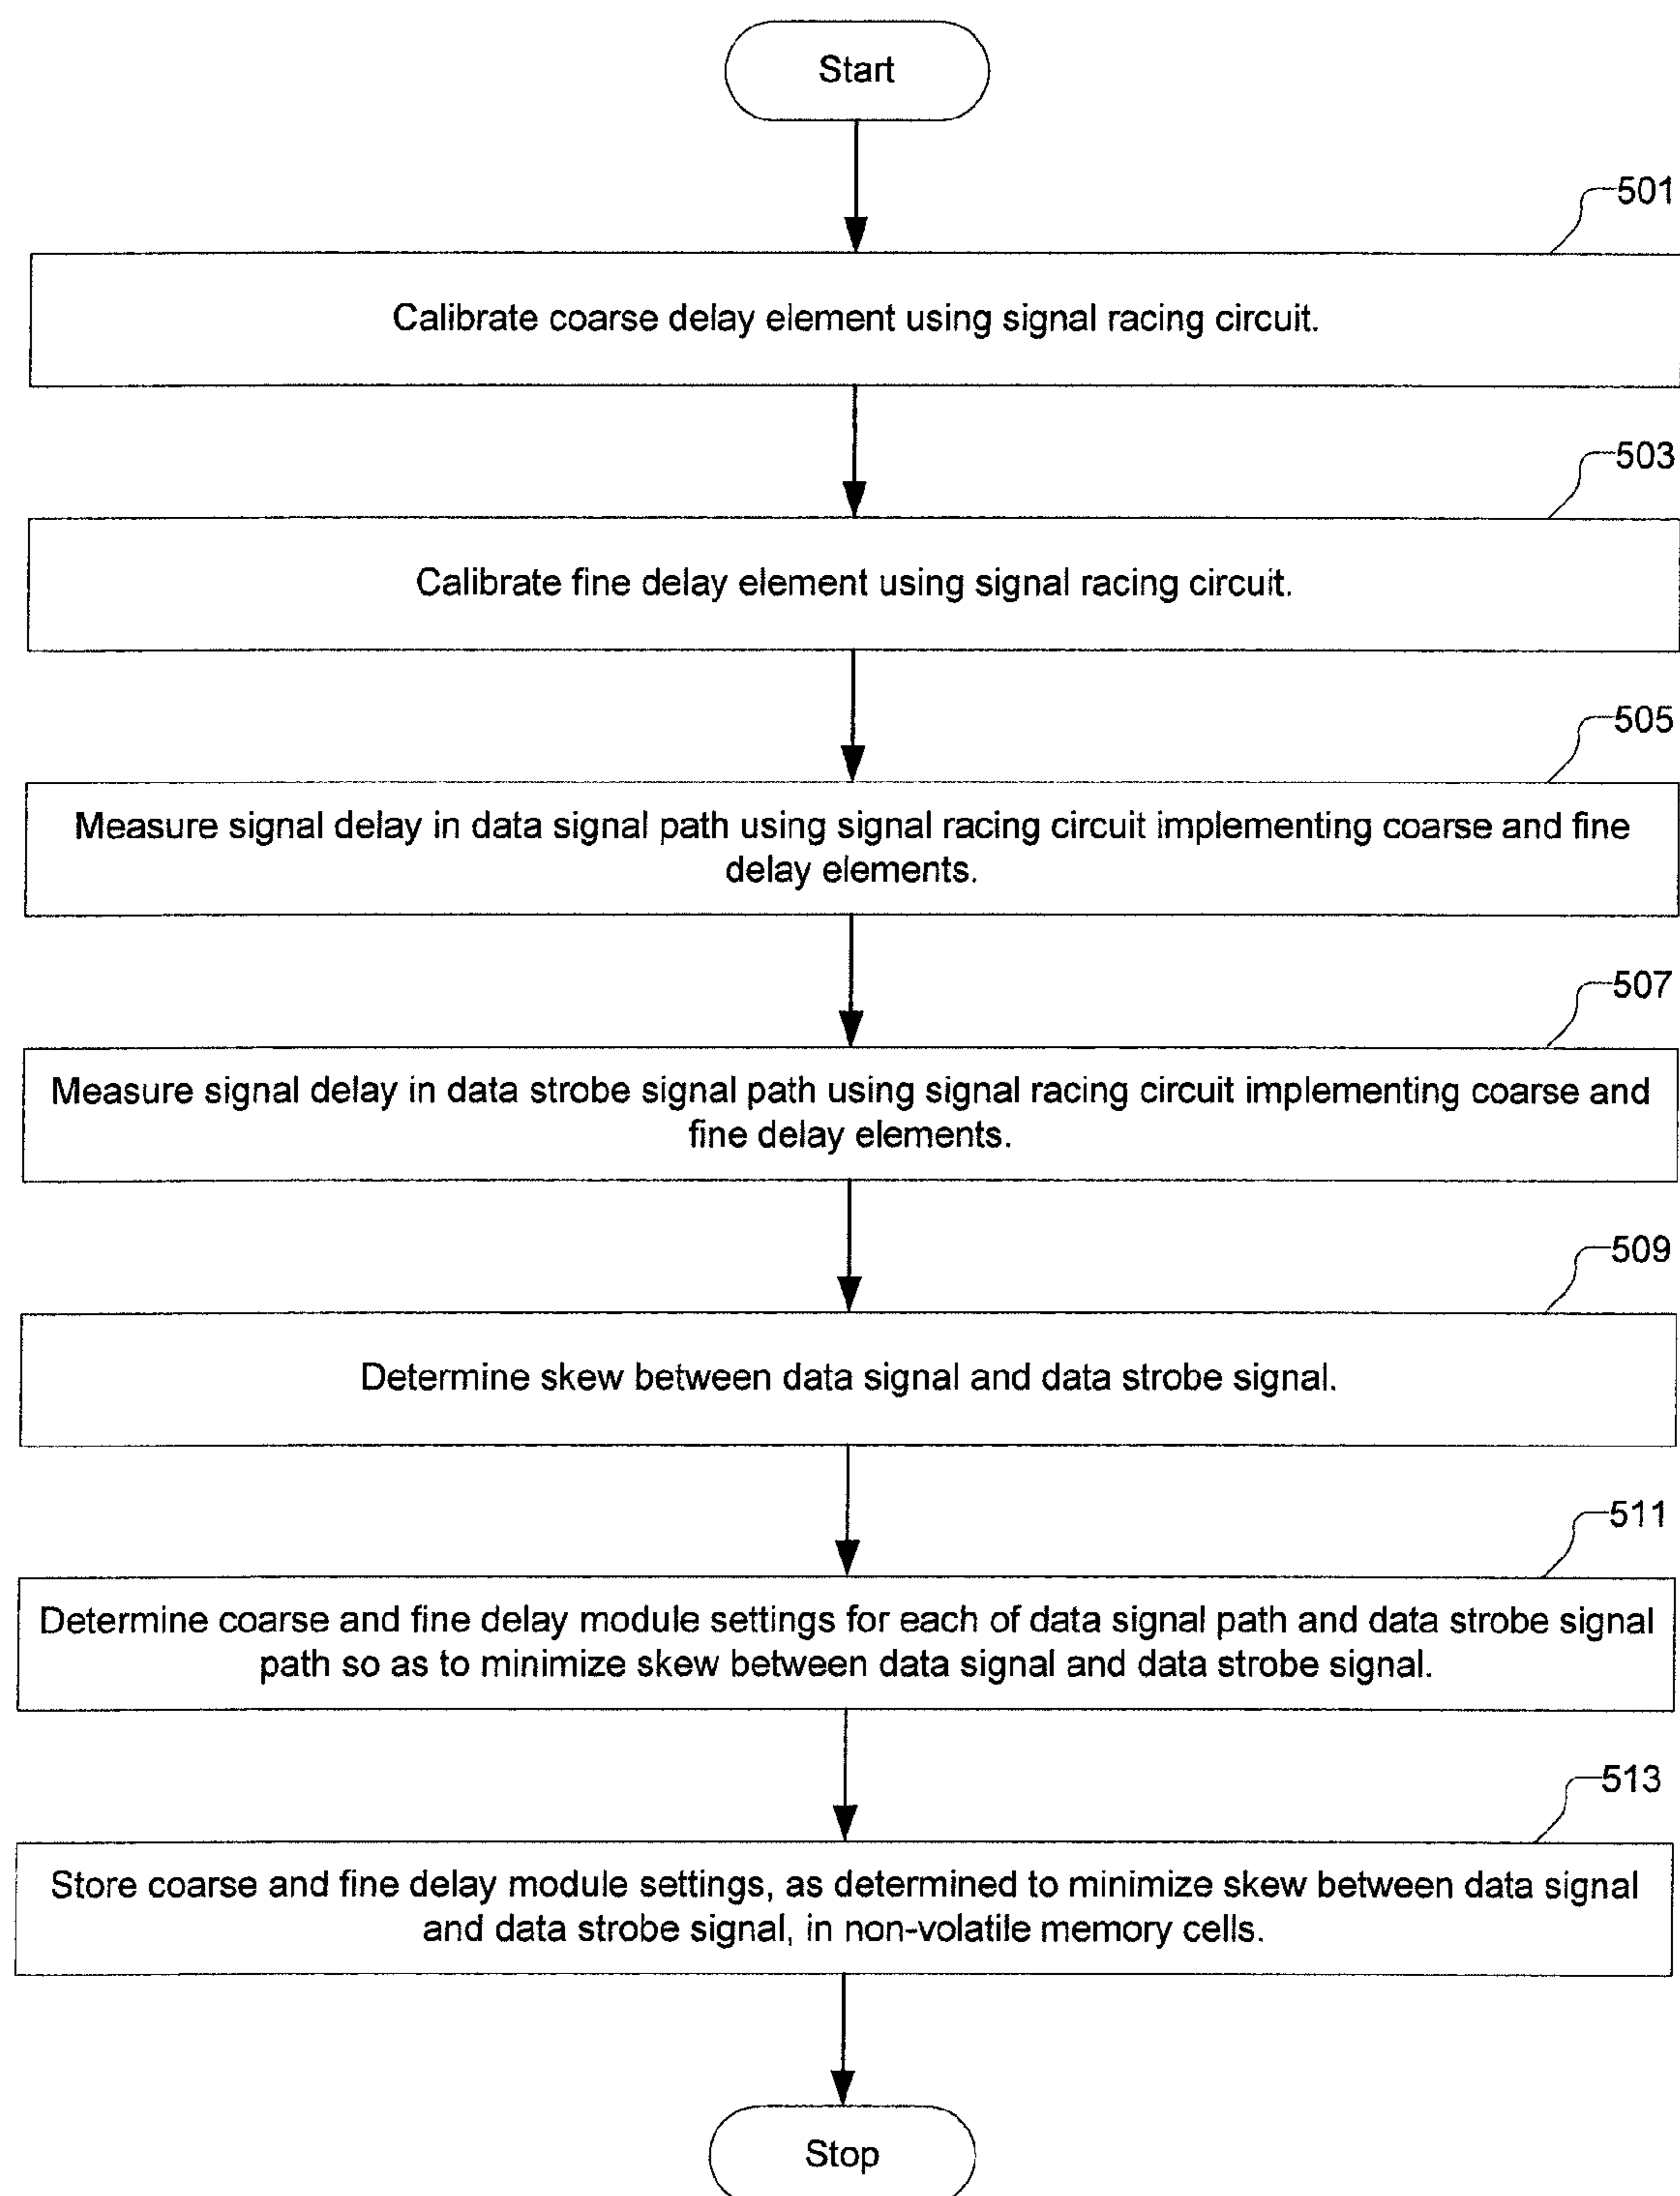 Start
501
Calibrate coarse delay element using signal racing circuit.
503
Calibrate fine delay element using signal racing circuit.
505
Measure signal delay in data signal path using signal racing circuit implementing coarse and fine
delay elements.
507
Measure signal delay in data strobe signal path using signal racing circuit implementing coarse and
fine delay elements.
509
Determine skew between data signal and data strobe signal.
511
Determine coarse and fine delay module settings for each of data signal path and data strobe signal
path so as to minimize skew between data signal and data strobe signal.
513
Store coarse and fine delay module settings, as determined to minimize skew between data signal
and data strobe signal, in non-volatile memory cells.
Stop